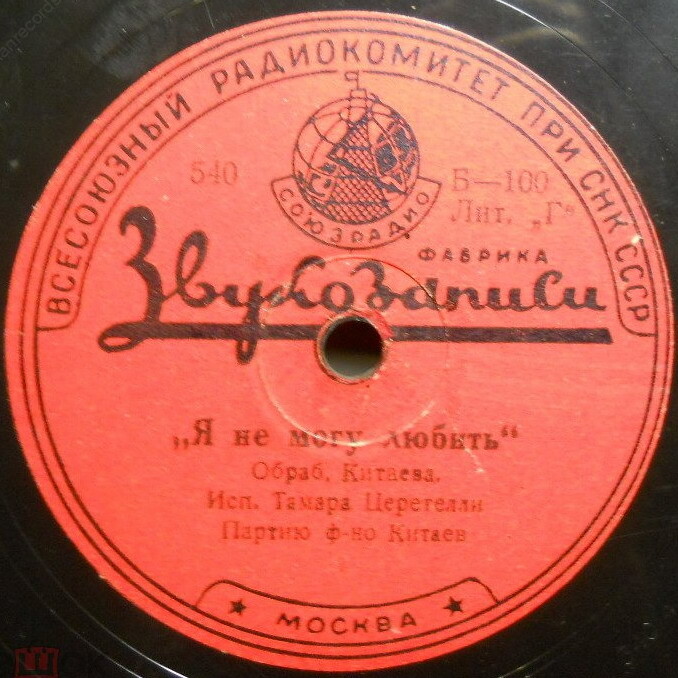 ВСЕСОЮЗНЫЙ РАДИОКОМИТЕТ ПРИ СНК СССР
СОЮЗРАДИО
540
Б—100
Лит. „Г“
ФАБРИКА
Звукозаписи
„Я не могу любить“
Обраб. Китаева.
Исп. Тамара Церетелли
Партию ф-но Китаев
★ МОСКВА ★